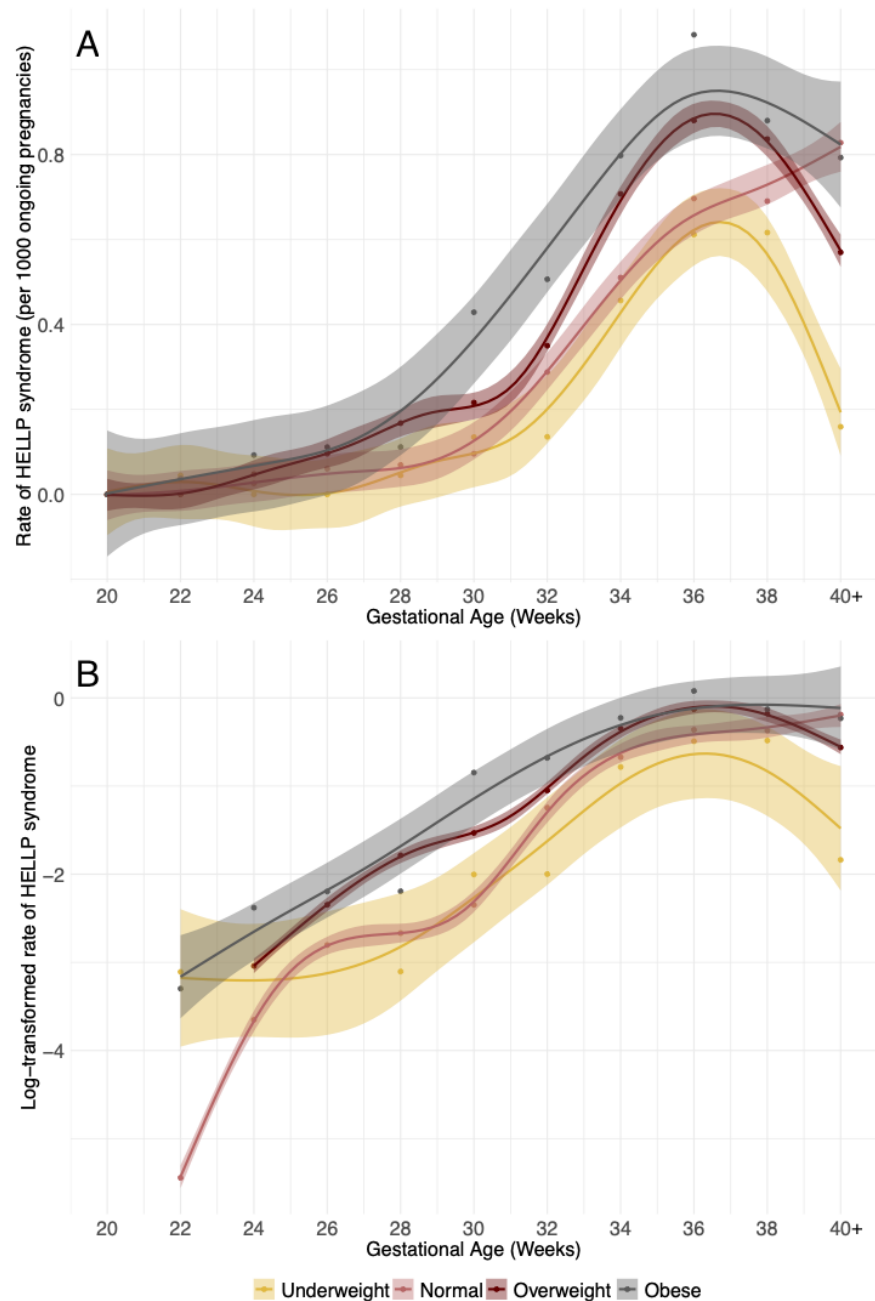 A
Rate of HELLP syndrome (per 1000 ongoing pregnancies)
0.8
0.4
0.0
20 22 24 26 28 30 32 34 36 38 40+
Gestational Age (Weeks)
B
Log−transformed rate of HELLP syndrome
0
−2
−4
20 22 24 26 28 30 32 34 36 38 40+
Gestational Age (Weeks)
Underweight Normal Overweight Obese